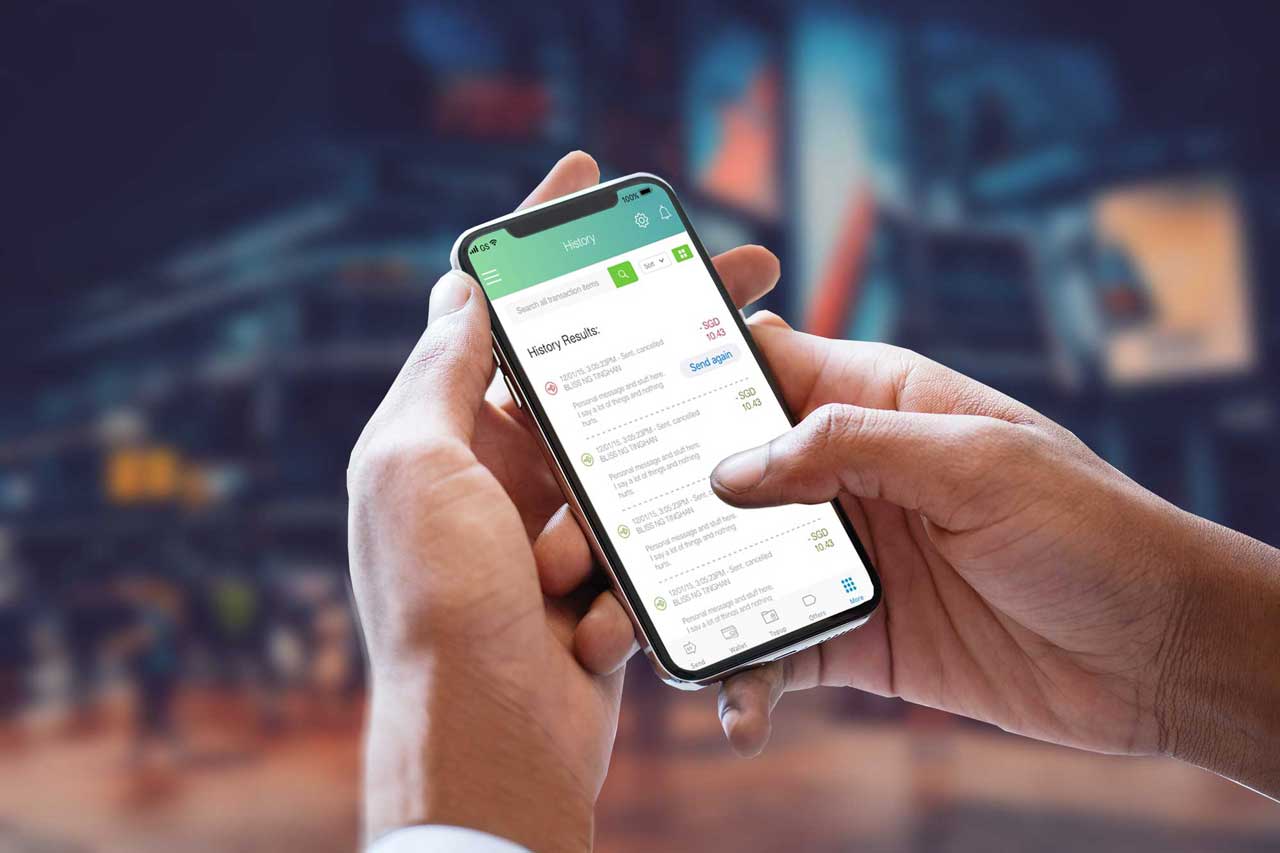 GS
100%
History
Search all transaction items
Sort
History Results:
12/01/15, 3:05:23PM - Sent, cancelled
BLISS NG TINGHAN
- SGD
10.43
Personal message and stuff here.
I say a lot of things and nothing
hurts.
Send again
12/01/15, 3:05:23PM - Sent, cancelled
BLISS NG TINGHAN
-SGD
10.43
Personal message and stuff here.
I say a lot of things and nothing
hurts.
12/01/15, 3:05:23PM - Sent, cancelled
BLISS NG TINGHAN
Personal message and stuff here.
I say a lot of things and nothing
hurts.
12/01/15, 3:05:23PM - Sent, cancelled
BLISS NG TINGHAN
-SGD
10.43
Personal message and stuff here.
I say a lot of things and nothing
Send
Wallet
Topup
Offers
More